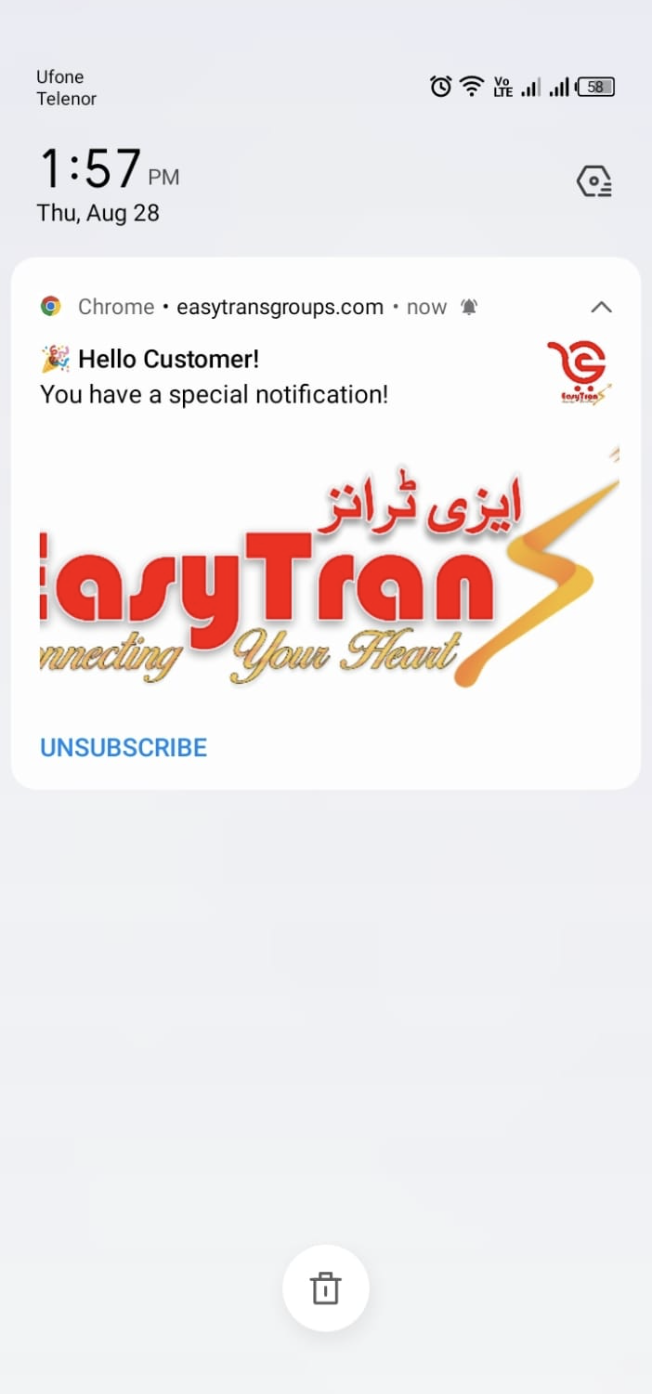 Ufone
Telenor
Vo
LTE
58
1:57 PM
Thu, Aug 28
Chrome • easytransgroups.com • now
🎉 Hello Customer!
You have a special notification!
EasyTranS
ایزی ٹرانز
EasyTranS
nnecting Your Heart
UNSUBSCRIBE